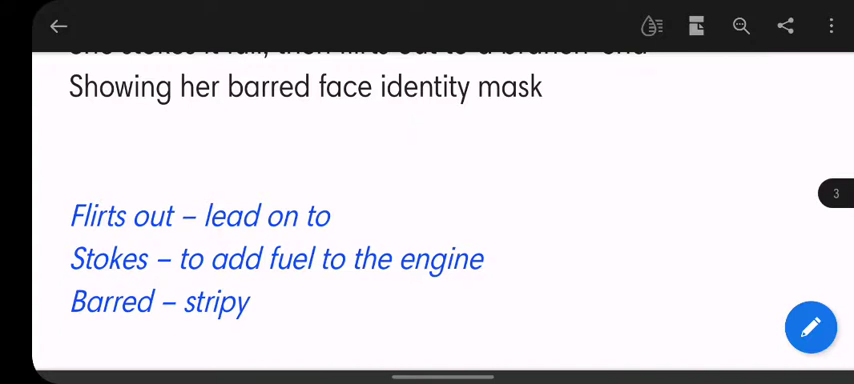 Showing her barred face identity mask
3
Flirts out – lead on to
Stokes – to add fuel to the engine
Barred – stripy